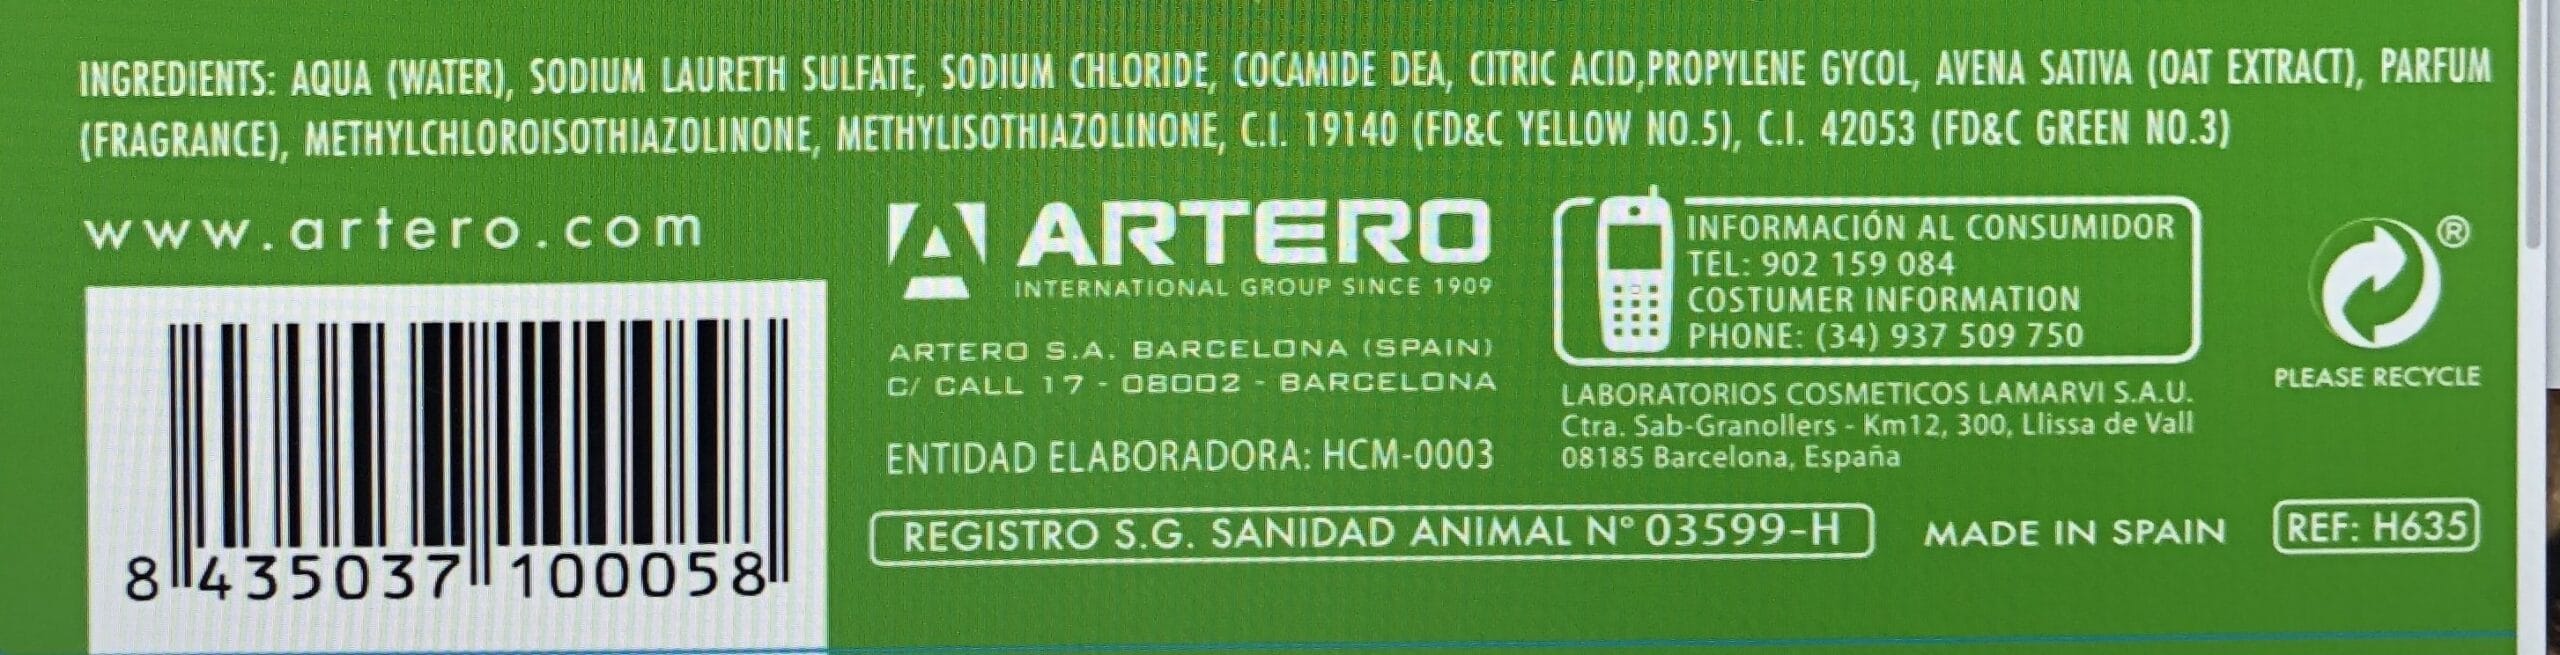 INGREDIENTS: AQUA (WATER), SODIUM LAURETH SULFATE, SODIUM CHLORIDE, COCAMIDE DEA, CITRIC ACID,PROPYLENE GYCOL, AVENA SATIVA (OAT EXTRACT), PARFUM
(FRAGRANCE), METHYLCHLOROISOTHIAZOLINONE, METHYLISOTHIAZOLINONE, C.I. 19140 (FD&C YELLOW NO.5), C.I. 42053 (FD&C GREEN NO.3)
www.artero.com
8 435037 100058
ARTERO
INTERNATIONAL GROUP SINCE 1909
ARTERO S.A. BARCELONA (SPAIN)
C/ CALL 17 - 08002 - BARCELONA
ENTIDAD ELABORADORA: HCM-0003
INFORMACIÓN AL CONSUMIDOR
TEL: 902 159 084
COSTUMER INFORMATION
PHONE: (34) 937 509 750
LABORATORIOS COSMETICOS LAMARVI S.A.U.
Ctra. Sab-Granollers - Km12, 300, Llissa de Vall
08185 Barcelona, España
®
PLEASE RECYCLE
REGISTRO S.G. SANIDAD ANIMAL Nº 03599-H
MADE IN SPAIN
REF: H635